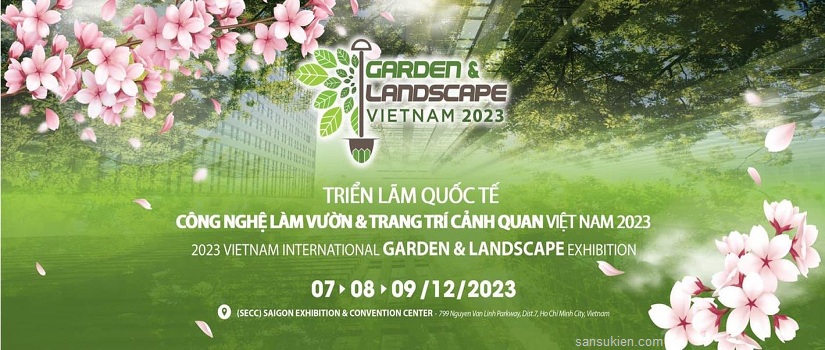 GARDEN &
LANDSCAPE
VIETNAM 2023
TRIỂN LÃM QUỐC TẾ
CÔNG NGHỆ LÀM VƯỜN & TRANG TRÍ CẢNH QUAN VIỆT NAM 2023
2023 VIETNAM INTERNATIONAL GARDEN & LANDSCAPE EXHIBITION
07 ▸ 08 ▸ 09 /12/2023
(SECC) SAIGON EXHIBITION & CONVENTION CENTER - 799 Nguyen Van Linh Parkway, Dist.7, Ho Chi Minh City, Vietnam
sansukien.com